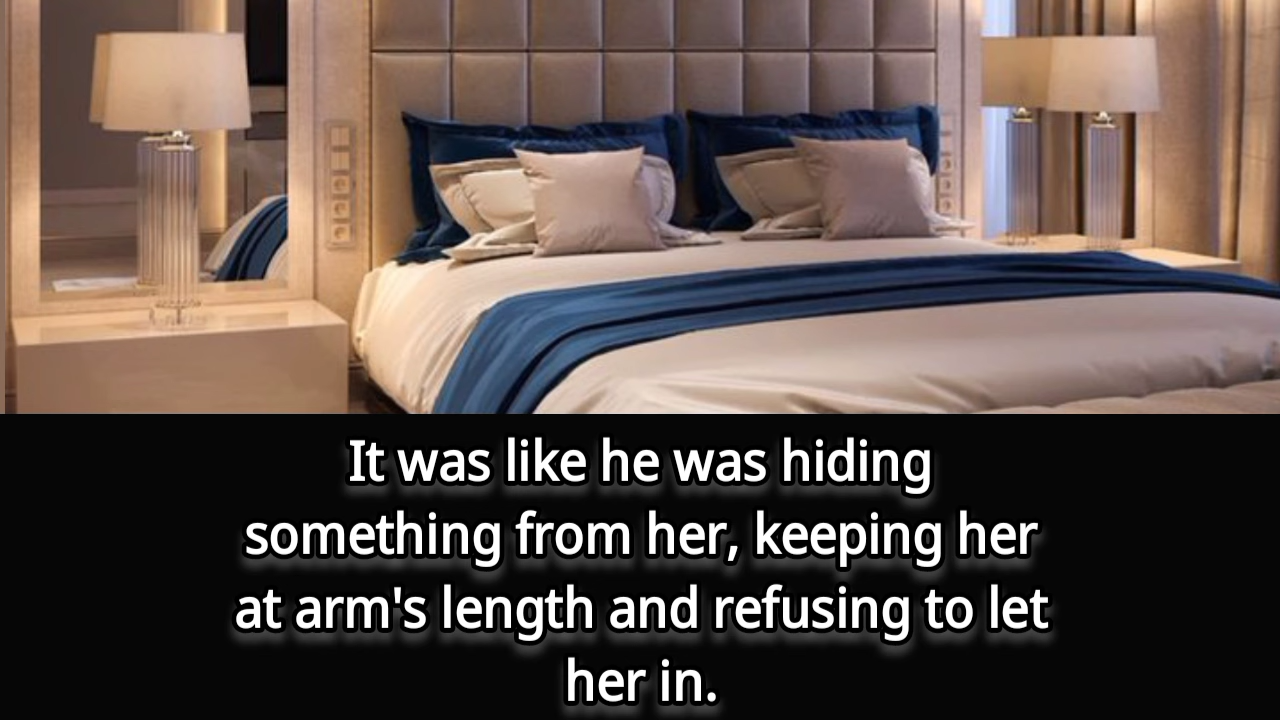 It was like he was hiding
something from her, keeping her
at arm's length and refusing to let
her in.